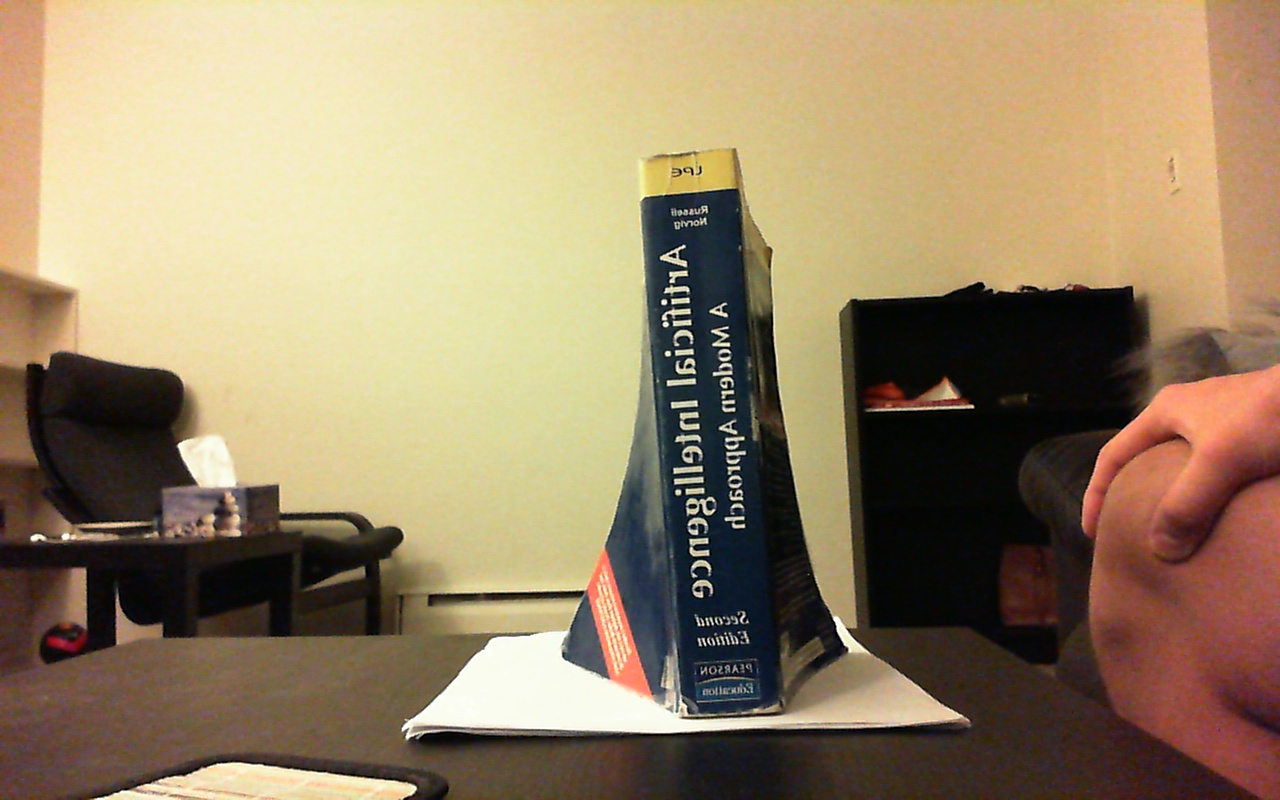 LPE
Russell
Norvig
Artificial Intelligence
A Modern Approach
Second
Edition
PEARSON
Education